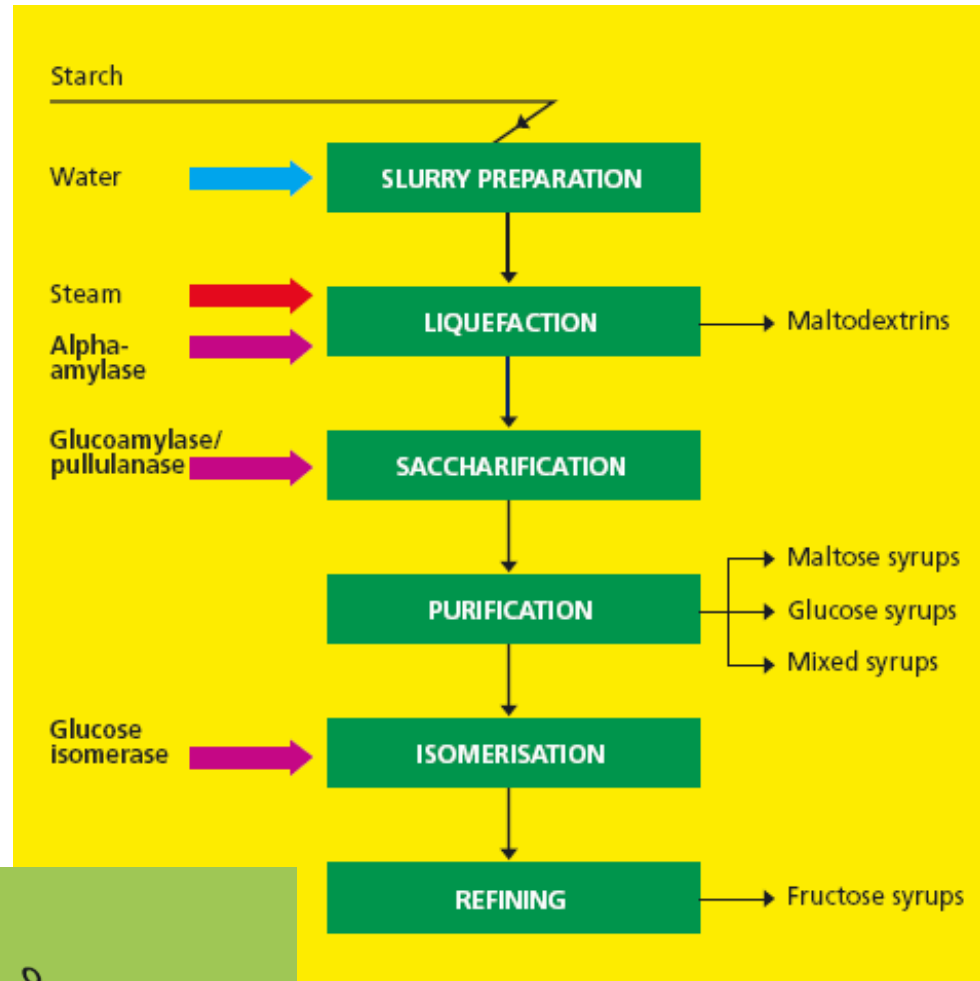 Starch
Water
SLURRY PREPARATION
Steam
Alpha-
amylase
LIQUEFACTION
Maltodextrins
Glucoamylase/
pullulanase
SACCHARIFICATION
PURIFICATION
Maltose syrups
Glucose syrups
Mixed syrups
Glucose
isomerase
ISOMERISATION
REFINING
Fructose syrups